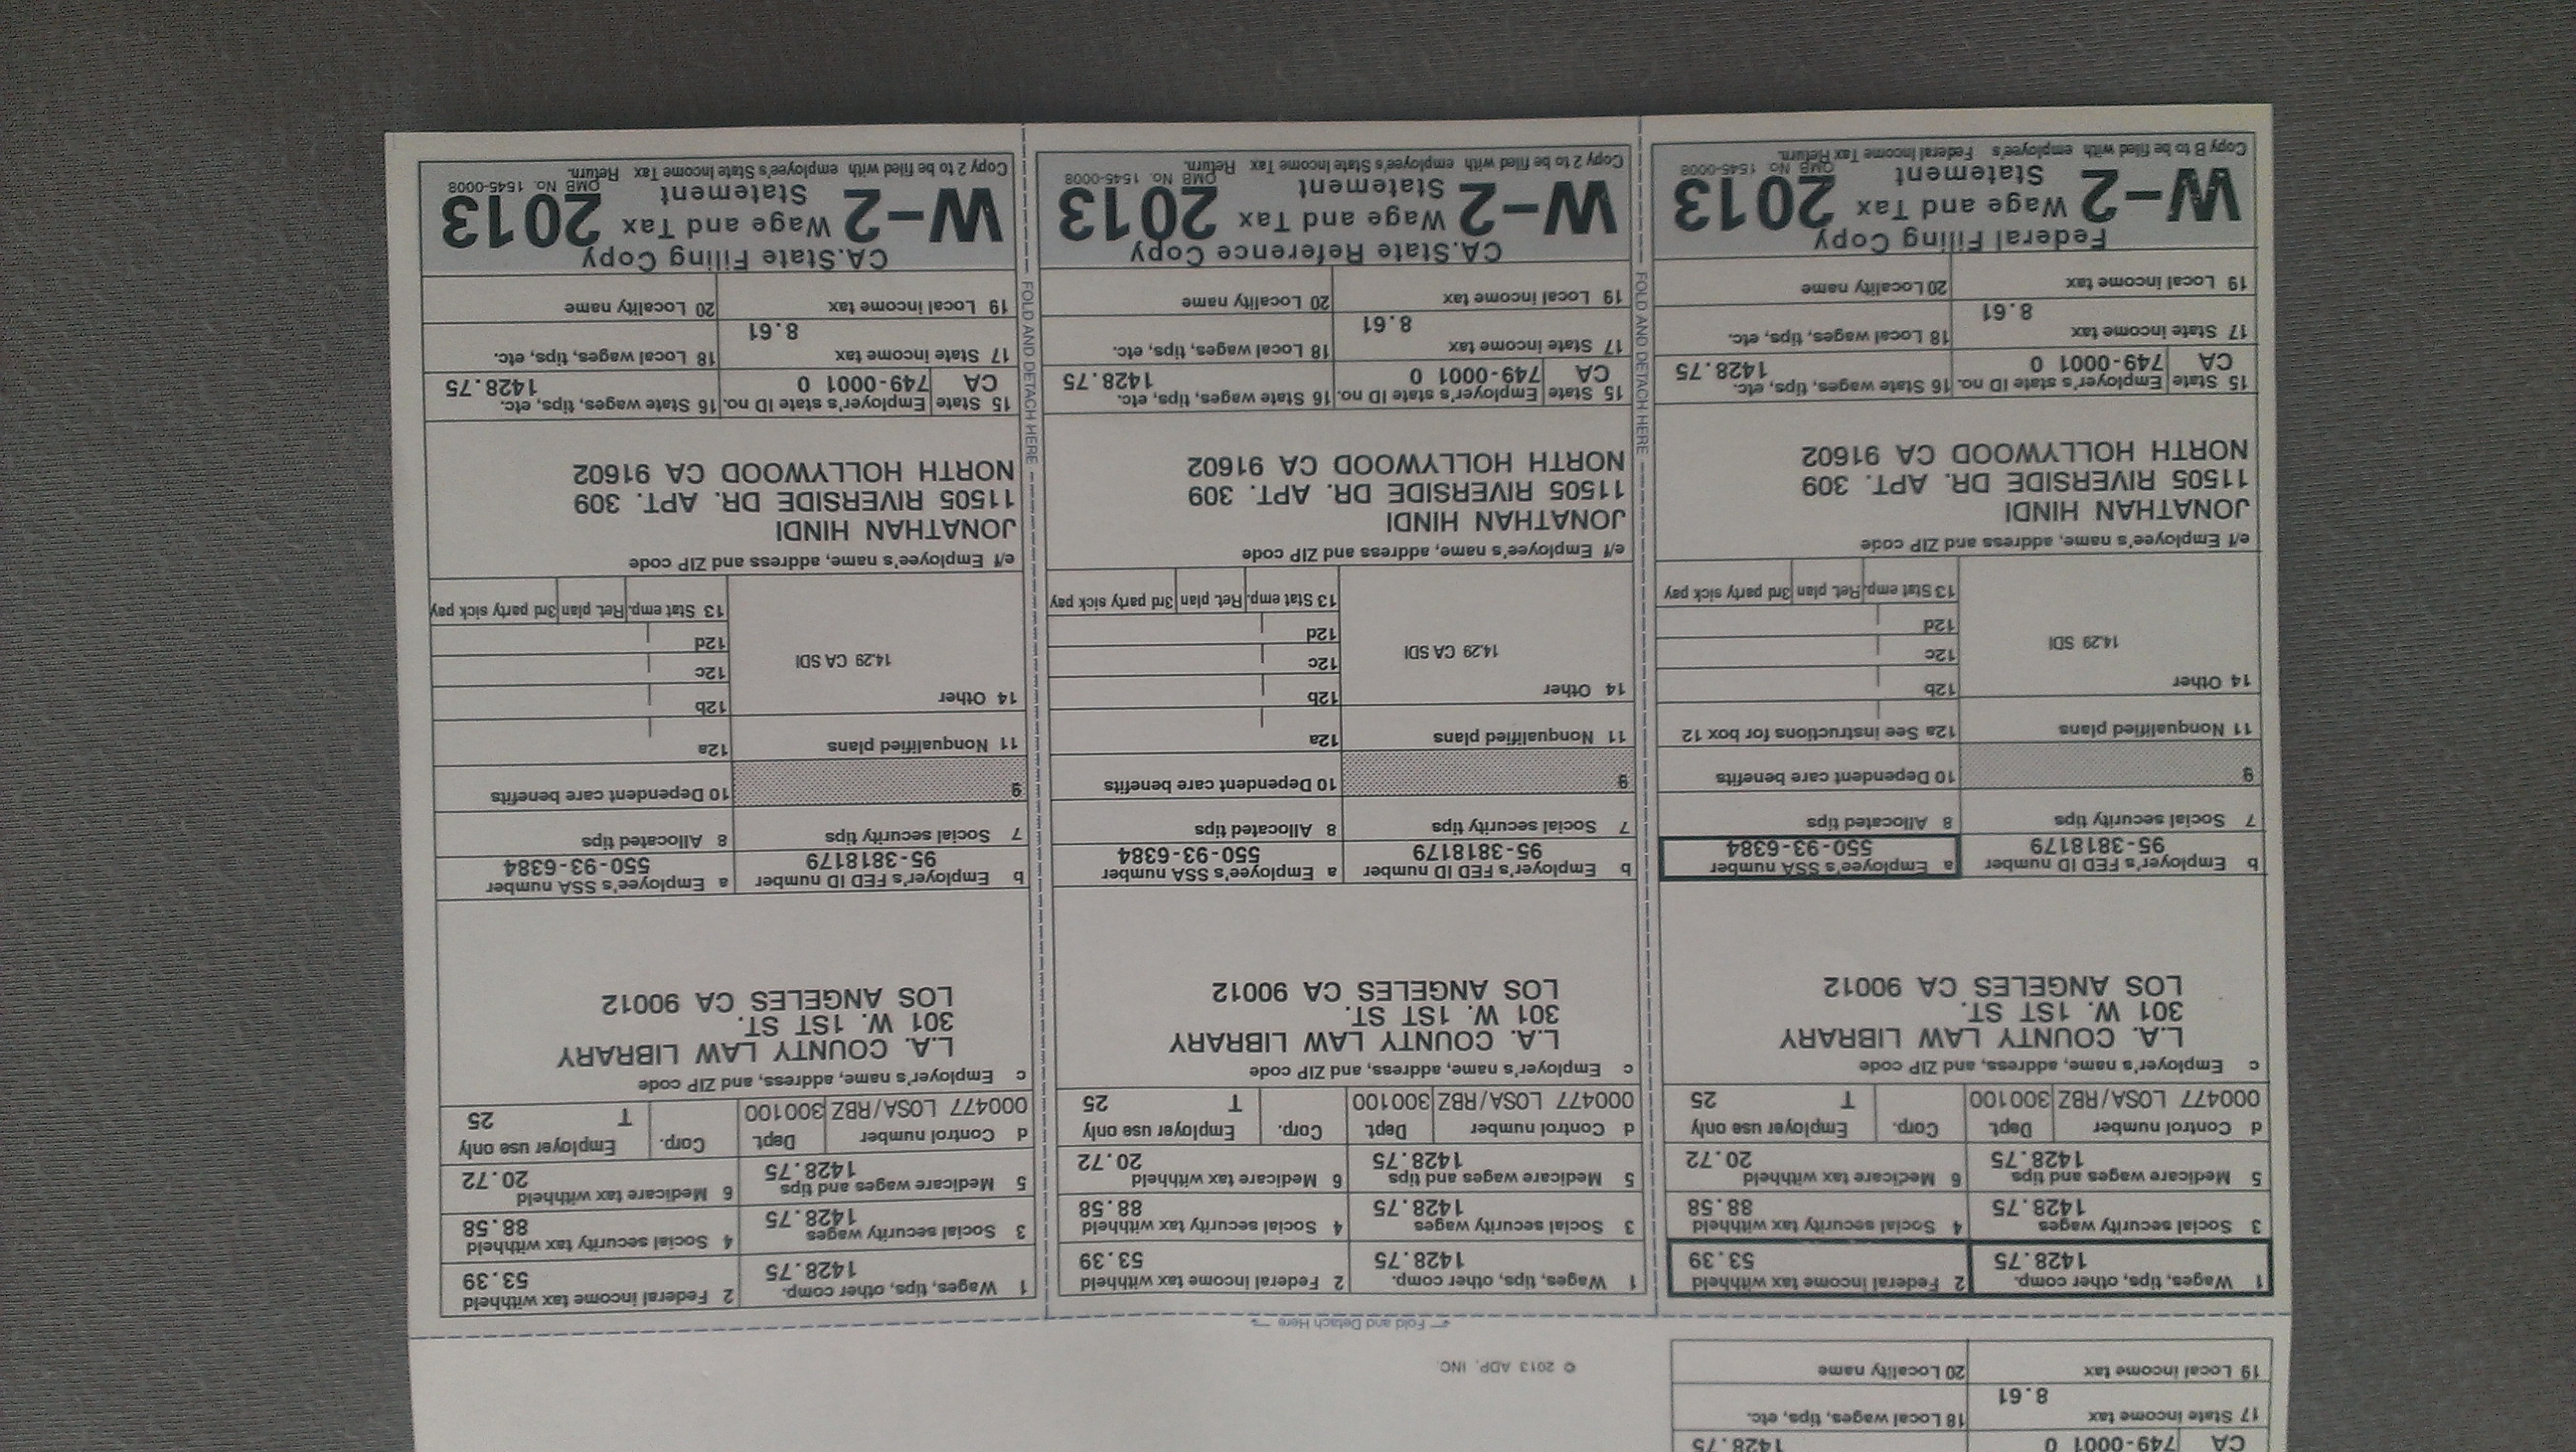 CA 749-0001 0 1428.75
17 State income tax 18 Local wages, tips, etc.
8.61
19 Local income tax 20 Locality name
© 2013 ADP, INC.
Fold and Detach Here
1 Wages, tips, other comp. 2 Federal income tax withheld
1428.75 53.39
3 Social security wages 4 Social security tax withheld
1428.75 88.58
5 Medicare wages and tips 6 Medicare tax withheld
1428.75 20.72
d Control number Dept. Corp. Employer use only
000477 LOSA/RBZ 300100 T 25
c Employer's name, address, and ZIP code
L.A. COUNTY LAW LIBRARY
301 W. 1ST ST.
LOS ANGELES CA 90012
b Employer's FED ID number a Employee's SSA number
95-3818179 550-93-6384
7 Social security tips 8 Allocated tips
9 10 Dependent care benefits
11 Nonqualified plans 12a See instructions for box 12
14 Other 12b
12c
14.29 SDI
12d
13 Stat emp. Ret. plan 3rd party sick pay
e/f Employee's name, address and ZIP code
JONATHAN HINDI
11505 RIVERSIDE DR. APT. 309
NORTH HOLLYWOOD CA 91602
15 State Employer's state ID no. 16 State wages, tips, etc.
CA 749-0001 0 1428.75
17 State income tax 18 Local wages, tips, etc.
8.61
19 Local income tax 20 Locality name
Federal Filing Copy
W-2 Wage and Tax Statement 2013
OMB No. 1545-0008
Copy B to be filed with employee's Federal Income Tax Return.
FOLD AND DETACH HERE
1 Wages, tips, other comp. 2 Federal income tax withheld
1428.75 53.39
3 Social security wages 4 Social security tax withheld
1428.75 88.58
5 Medicare wages and tips 6 Medicare tax withheld
1428.75 20.72
d Control number Dept. Corp. Employer use only
000477 LOSA/RBZ 300100 T 25
c Employer's name, address, and ZIP code
L.A. COUNTY LAW LIBRARY
301 W. 1ST ST.
LOS ANGELES CA 90012
b Employer's FED ID number a Employee's SSA number
95-3818179 550-93-6384
7 Social security tips 8 Allocated tips
9 10 Dependent care benefits
11 Nonqualified plans 12a
14 Other 12b
12c
14.29 CA SDI
12d
13 Stat emp. Ret. plan 3rd party sick pay
e/f Employee's name, address and ZIP code
JONATHAN HINDI
11505 RIVERSIDE DR. APT. 309
NORTH HOLLYWOOD CA 91602
15 State Employer's state ID no. 16 State wages, tips, etc.
CA 749-0001 0 1428.75
17 State income tax 18 Local wages, tips, etc.
8.61
19 Local income tax 20 Locality name
CA.State Reference Copy
W-2 Wage and Tax Statement 2013
OMB No. 1545-0008
Copy 2 to be filed with employee's State Income Tax Return.
FOLD AND DETACH HERE
1 Wages, tips, other comp. 2 Federal income tax withheld
1428.75 53.39
3 Social security wages 4 Social security tax withheld
1428.75 88.58
5 Medicare wages and tips 6 Medicare tax withheld
1428.75 20.72
d Control number Dept. Corp. Employer use only
000477 LOSA/RBZ 300100 T 25
c Employer's name, address, and ZIP code
L.A. COUNTY LAW LIBRARY
301 W. 1ST ST.
LOS ANGELES CA 90012
b Employer's FED ID number a Employee's SSA number
95-3818179 550-93-6384
7 Social security tips 8 Allocated tips
9 10 Dependent care benefits
11 Nonqualified plans 12a
14 Other 12b
12c
14.29 CA SDI
12d
13 Stat emp. Ret. plan 3rd party sick pay
e/f Employee's name, address and ZIP code
JONATHAN HINDI
11505 RIVERSIDE DR. APT. 309
NORTH HOLLYWOOD CA 91602
15 State Employer's state ID no. 16 State wages, tips, etc.
CA 749-0001 0 1428.75
17 State income tax 18 Local wages, tips, etc.
8.61
19 Local income tax 20 Locality name
CA.State Filing Copy
W-2 Wage and Tax Statement 2013
OMB No. 1545-0008
Copy 2 to be filed with employee's State Income Tax Return.